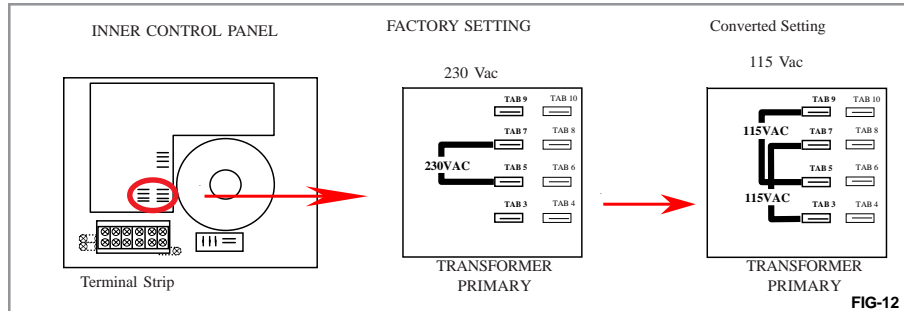 INNER CONTROL PANEL
Terminal Strip
FACTORY SETTING
230 Vac
TAB 9 TAB 10
TAB 7 TAB 8
230VAC
TAB 5 TAB 6
TAB 3 TAB 4
TRANSFORMER
PRIMARY
Converted Setting
115 Vac
TAB 9 TAB 10
115VAC
TAB 7 TAB 8
TAB 5 TAB 6
115VAC
TAB 3 TAB 4
TRANSFORMER
PRIMARY
FIG-12